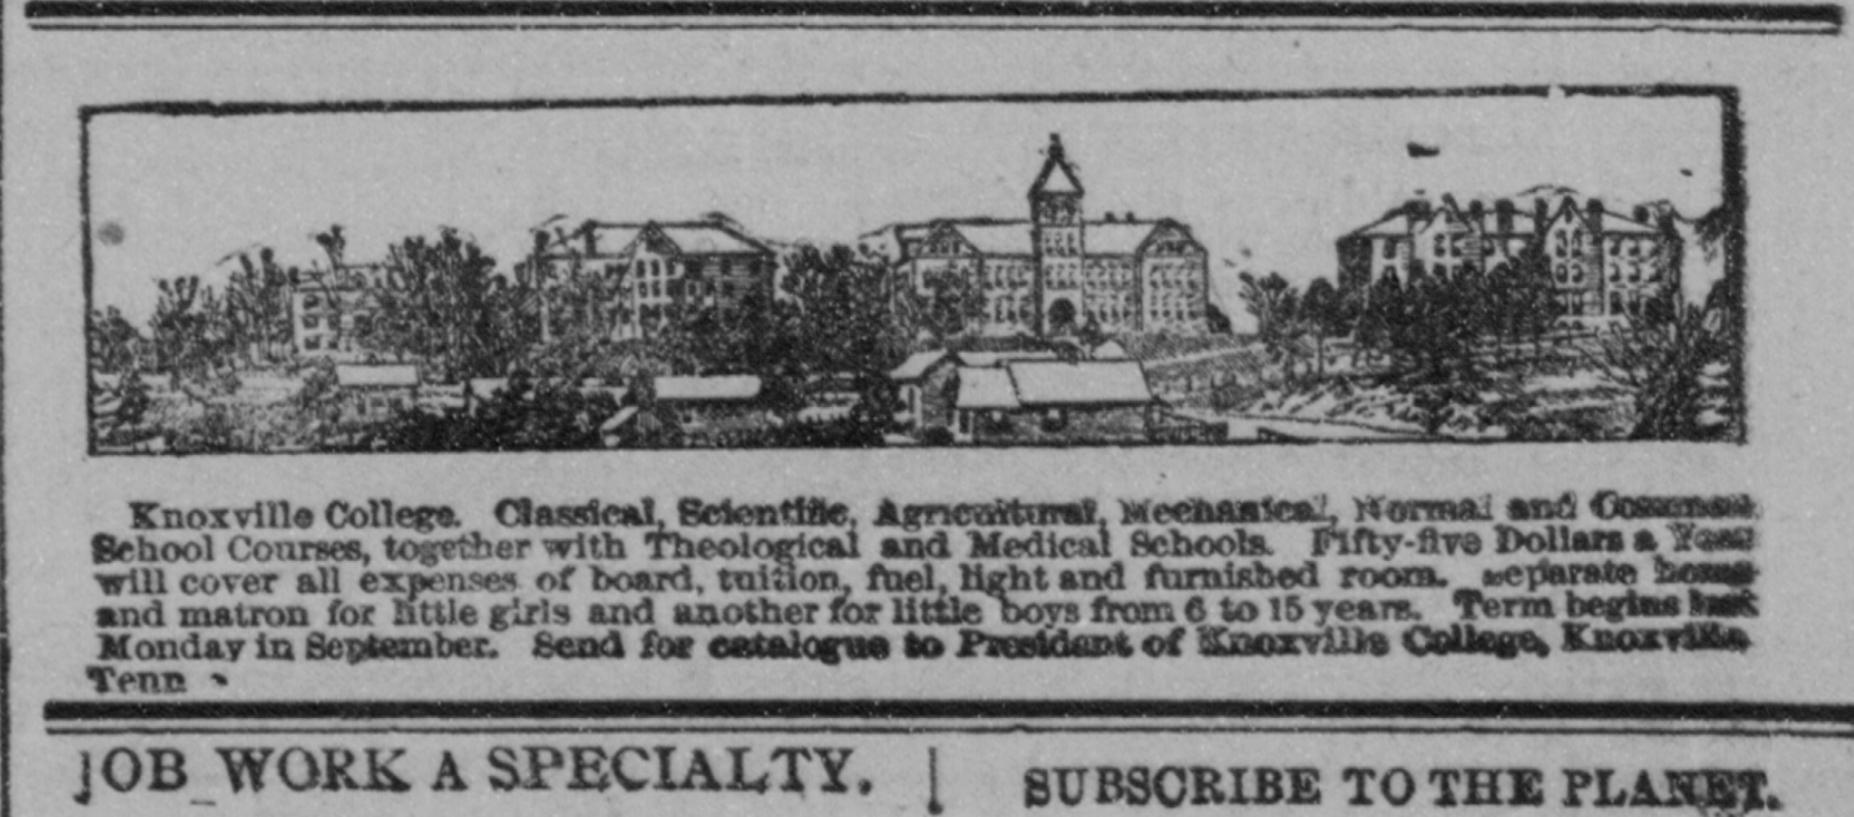 Knoxville College. Classical, Scientific, Agricultural, Mechanical, Normal and Common
School Courses, together with Theological and Medical Schools. Fifty-five Dollars a Year
will cover all expenses of board, tuition, fuel, light and furnished room. Separate home
and matron for little girls and another for little boys from 6 to 15 years. Term begins last
Monday in September. Send for catalogue to President of Knoxville College, Knoxville
Tenn
JOB WORK A SPECIALTY.
SUBSCRIBE TO THE PLANET.